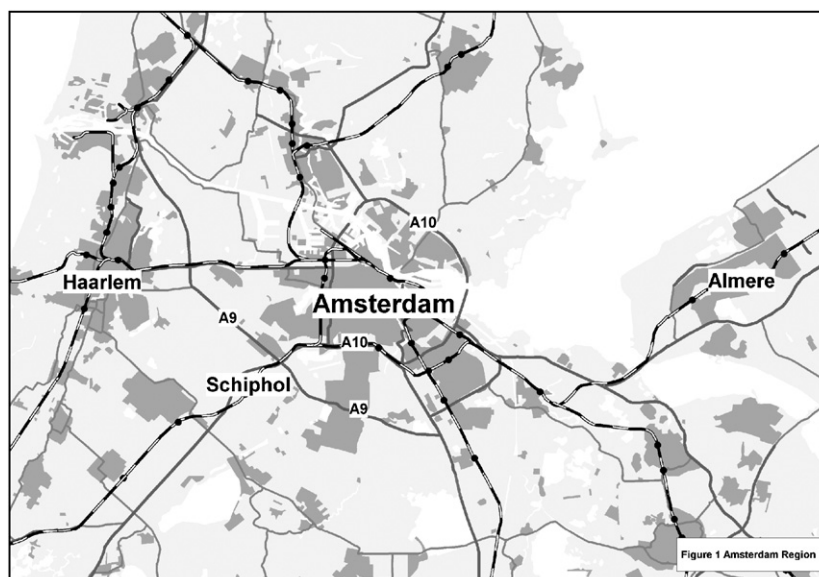 A10
Haarlem
Almere
Amsterdam
A9
A10
Schiphol
A9
Figure 1 Amsterdam Region